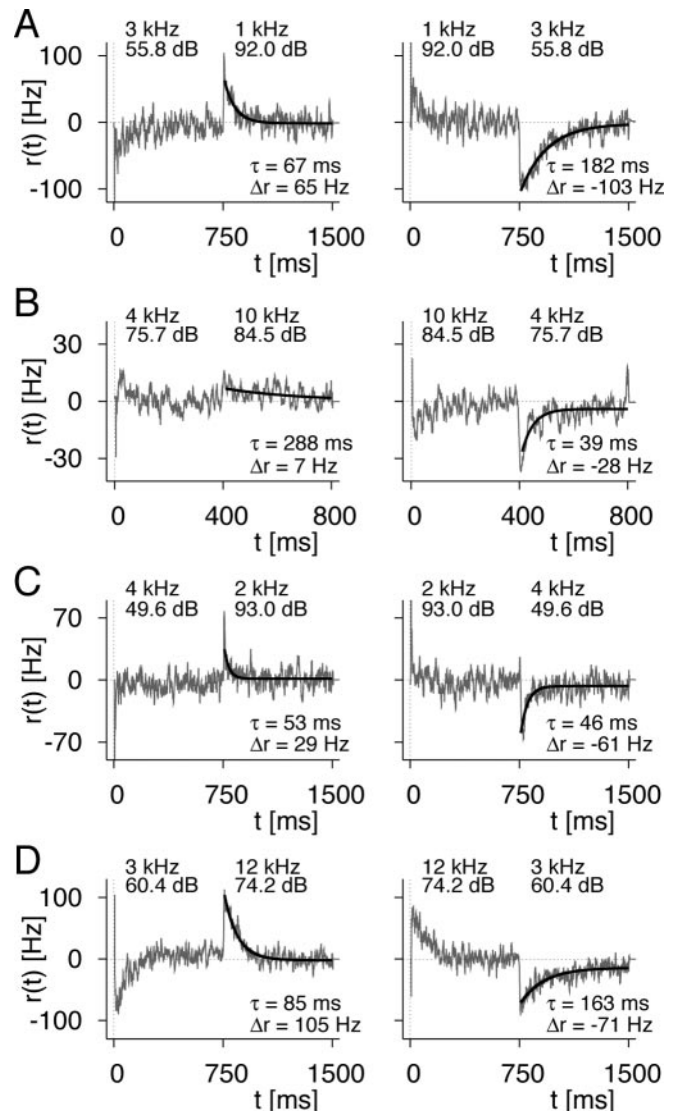 A
3 kHz 1 kHz
55.8 dB 92.0 dB
1 kHz 3 kHz
92.0 dB 55.8 dB
r(t) [Hz]
100
0
-100
τ = 67 ms
Δr = 65 Hz
τ = 182 ms
Δr = -103 Hz
0 750 1500
t [ms]
0 750 1500
t [ms]
B
4 kHz 10 kHz
75.7 dB 84.5 dB
10 kHz 4 kHz
84.5 dB 75.7 dB
r(t) [Hz]
30
0
-30
τ = 288 ms
Δr = 7 Hz
τ = 39 ms
Δr = -28 Hz
0 400 800
t [ms]
0 400 800
t [ms]
C
4 kHz 2 kHz
49.6 dB 93.0 dB
2 kHz 4 kHz
93.0 dB 49.6 dB
r(t) [Hz]
70
0
-70
τ = 53 ms
Δr = 29 Hz
τ = 46 ms
Δr = -61 Hz
0 750 1500
t [ms]
0 750 1500
t [ms]
D
3 kHz 12 kHz
60.4 dB 74.2 dB
12 kHz 3 kHz
74.2 dB 60.4 dB
r(t) [Hz]
100
0
-100
τ = 85 ms
Δr = 105 Hz
τ = 163 ms
Δr = -71 Hz
0 750 1500
t [ms]
0 750 1500
t [ms]